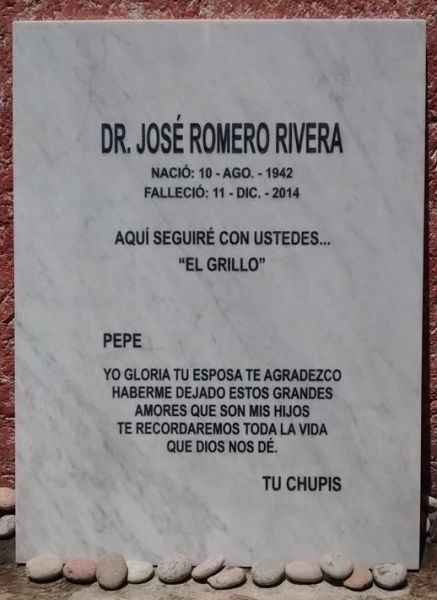 DR. JOSÉ ROMERO RIVERA
NACIÓ: 10 - AGO. - 1942
FALLECIÓ: 11 - DIC. - 2014
AQUÍ SEGUIRÉ CON USTEDES...
“EL GRILLO”
PEPE
YO GLORIA TU ESPOSA TE AGRADEZCO
HABERME DEJADO ESTOS GRANDES
AMORES QUE SON MIS HIJOS
TE RECORDAREMOS TODA LA VIDA
QUE DIOS NOS DÉ.
TU CHUPIS